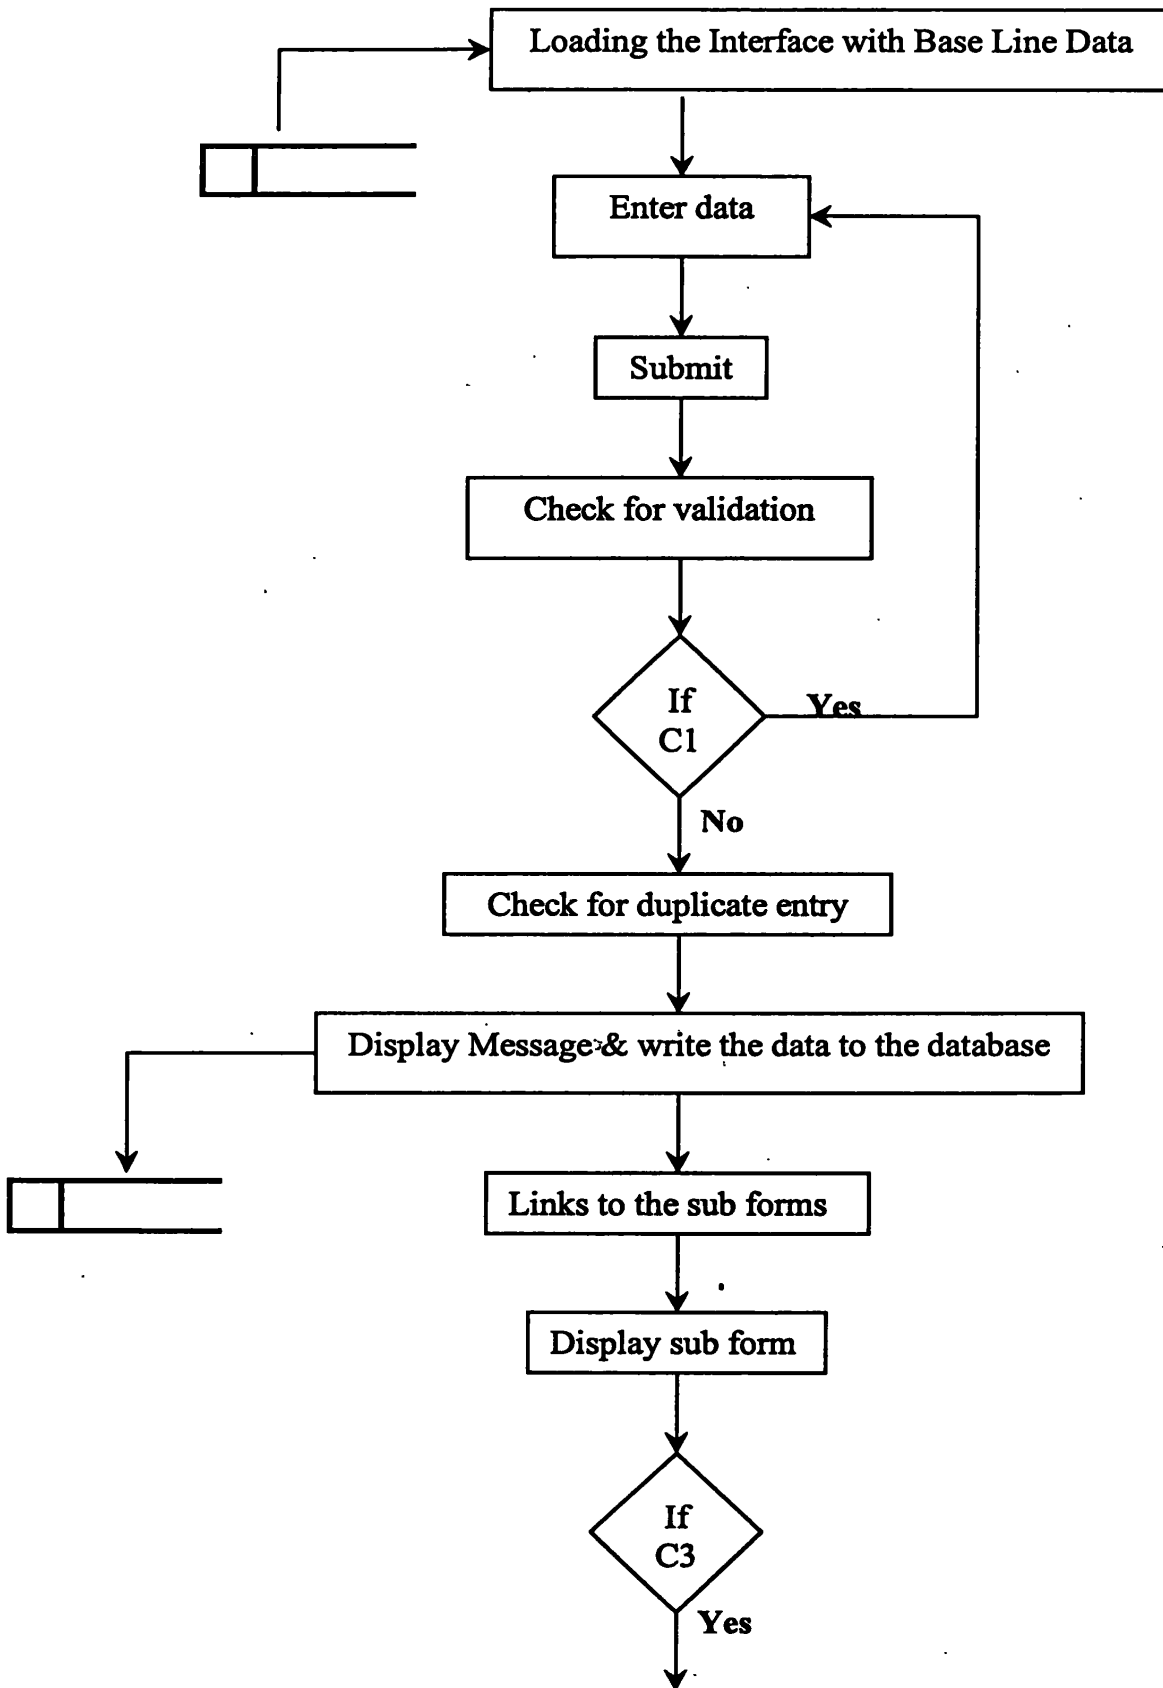 Loading the Interface with Base Line Data
Enter data
Submit
Check for validation
If
C1
Yes
No
Check for duplicate entry
Display Message & write the data to the database
Links to the sub forms
Display sub form
If
C3
Yes